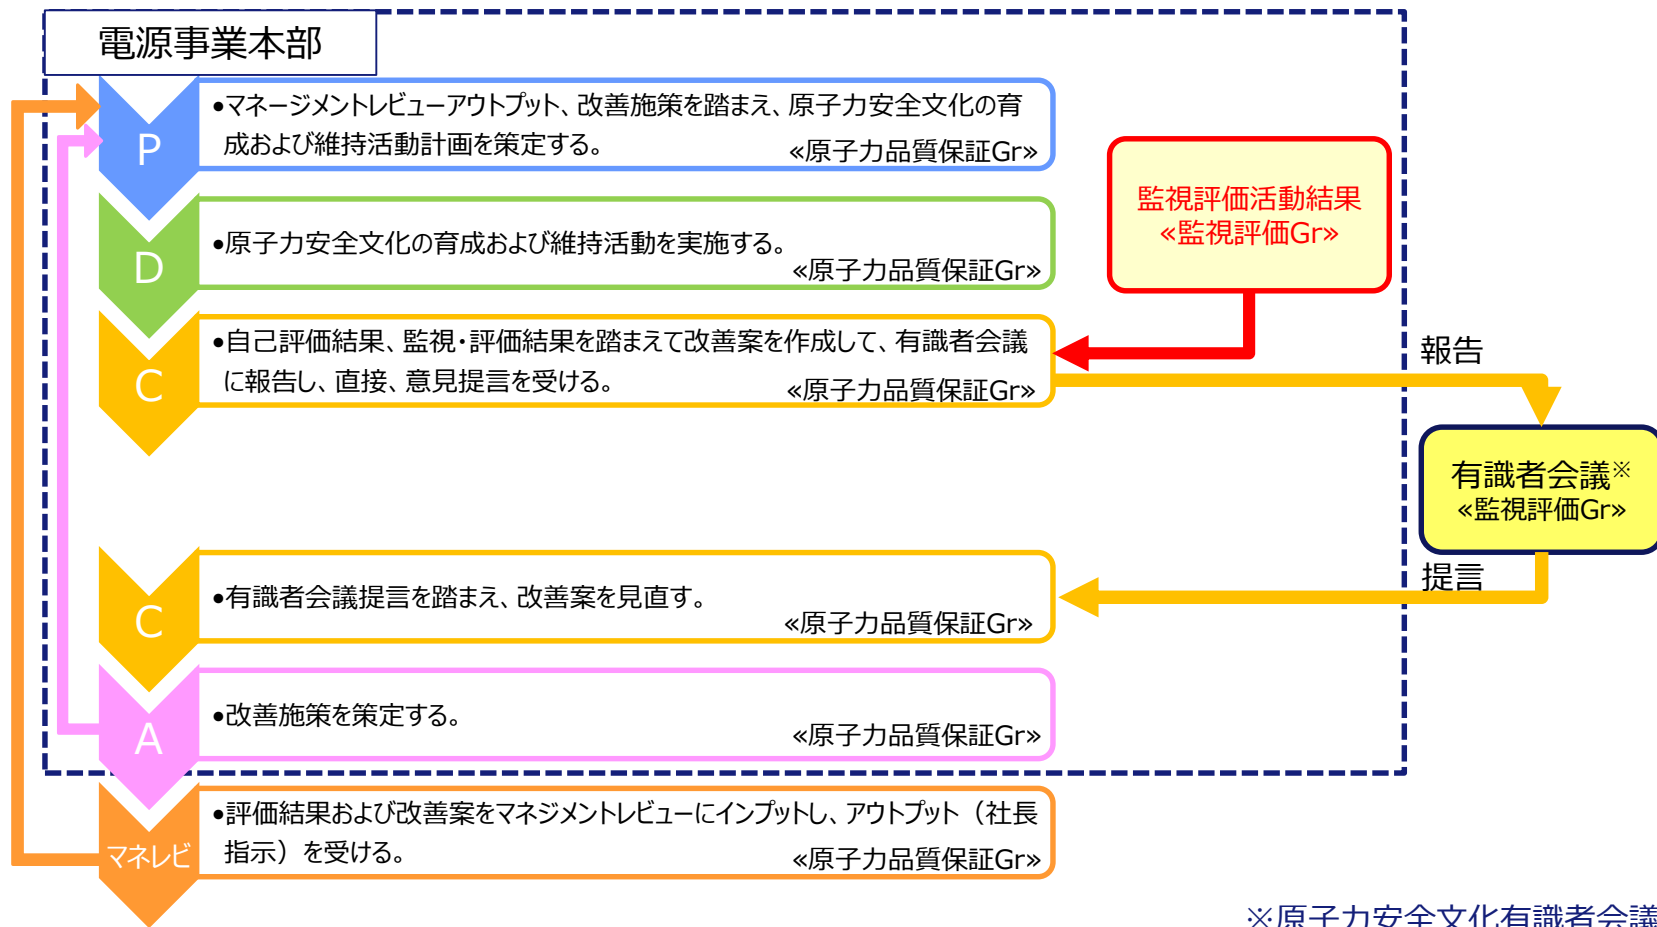 電源事業本部
P
•マネージメントレビューアウトプット、改善施策を踏まえ、原子力安全文化の育
成および維持活動計画を策定する。
«原子力品質保証Gr»
監視評価活動結果
«監視評価Gr»
D
•原子力安全文化の育成および維持活動を実施する。
«原子力品質保証Gr»
C
•自己評価結果、監視・評価結果を踏まえて改善案を作成して、有識者会議
に報告し、直接、意見提言を受ける。
«原子力品質保証Gr»
報告
有識者会議※
«監視評価Gr»
提言
C
•有識者会議提言を踏まえ、改善案を見直す。
«原子力品質保証Gr»
A
•改善施策を策定する。
«原子力品質保証Gr»
マネレビ
•評価結果および改善案をマネジメントレビューにインプットし、アウトプット（社長
指示）を受ける。
«原子力品質保証Gr»
※原子力安全文化有識者会議